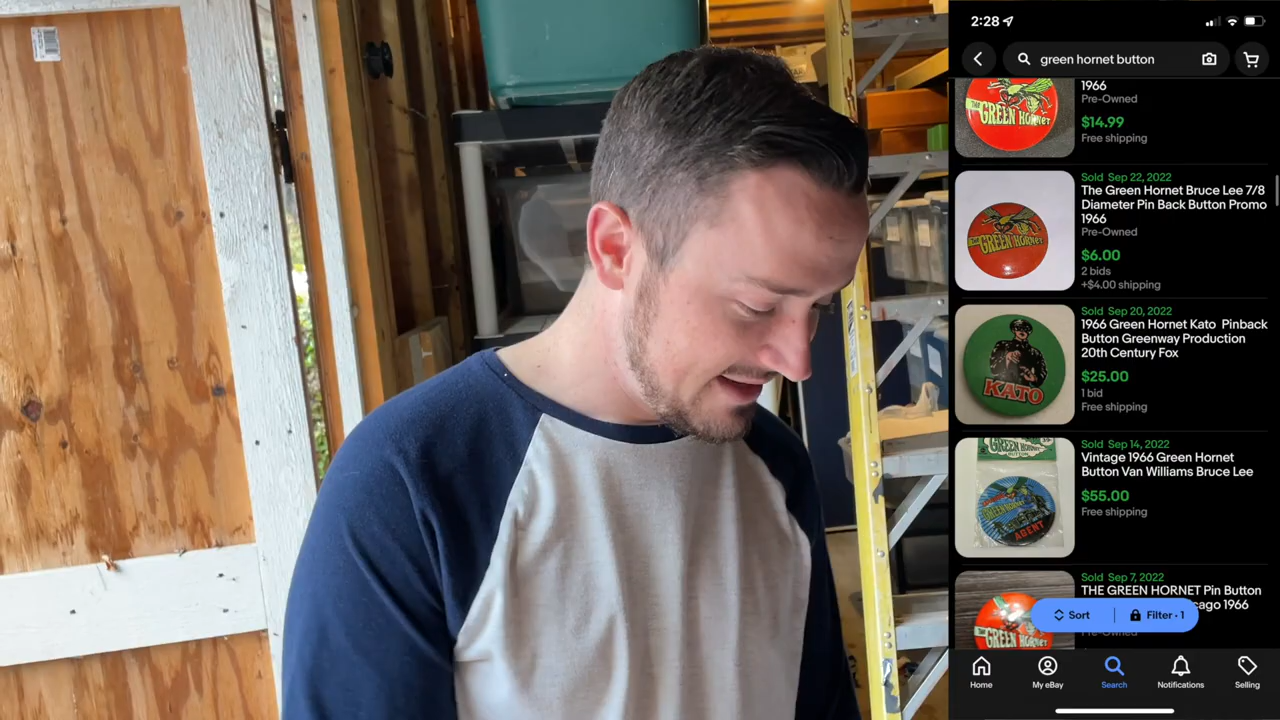 2:28
green hornet button
THE
GREEN HORNET
1966
Pre-Owned
$14.99
Free shipping
GREEN HORNET
Sold Sep 22, 2022
The Green Hornet Bruce Lee 7/8
Diameter Pin Back Button Promo
1966
Pre-Owned
$6.00
2 bids
+$4.00 shipping
KATO
Sold Sep 20, 2022
1966 Green Hornet Kato Pinback
Button Greenway Production
20th Century Fox
$25.00
1 bid
Free shipping
AGENT
Sold Sep 14, 2022
Vintage 1966 Green Hornet
Button Van Williams Bruce Lee
$55.00
Free shipping
GREEN HORNET
Sold Sep 7, 2022
THE GREEN HORNET Pin Button
cago 1966
Pre-Owned
Sort
Filter • 1
Home
My eBay
Search
Notifications
Selling